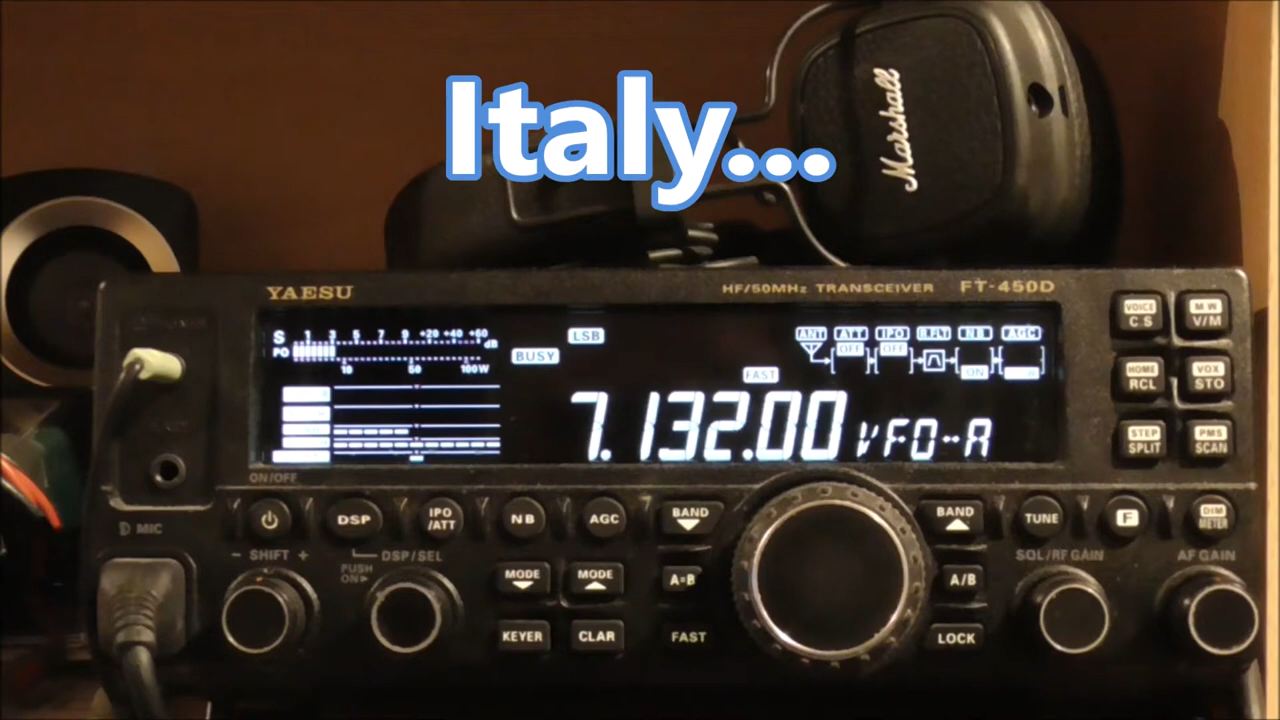 Italy...
Marshall
YAESU
HF/50MHz TRANSCEIVER FT-450D
S 1 3 5 7 9 +20 +40 +60 dB
PO 10 50 100W
BUSY
LSB
FAST
ANT ATT IPO R.FLT NB AGC
OFF OFF ON
7.132.00 VFO-A
VOICE C S
M/W V/M
HOME RCL
VOX STO
STEP SPLIT
PMS SCAN
ON/OFF
DSP
IPO /ATT
NB
AGC
BAND
BAND
TUNE
F
DIM METER
MIC
- SHIFT +
DSP/SEL
PUSH ON
MODE
MODE
A=B
A/B
SQL/RF GAIN
AF GAIN
KEYER
CLAR
FAST
LOCK